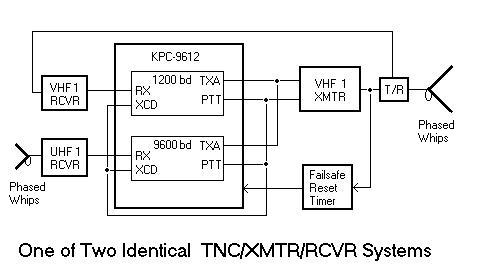 KPC-9612
1200 bd TXA
RX
PTT
XCD
VHF 1
RCVR
VHF 1
XMTR
T/R
Phased
Whips
9600 bd TXA
RX
PTT
XCD
UHF 1
RCVR
Phased
Whips
Failsafe
Reset
Timer
One of Two Identical TNC/XMTR/RCVR Systems